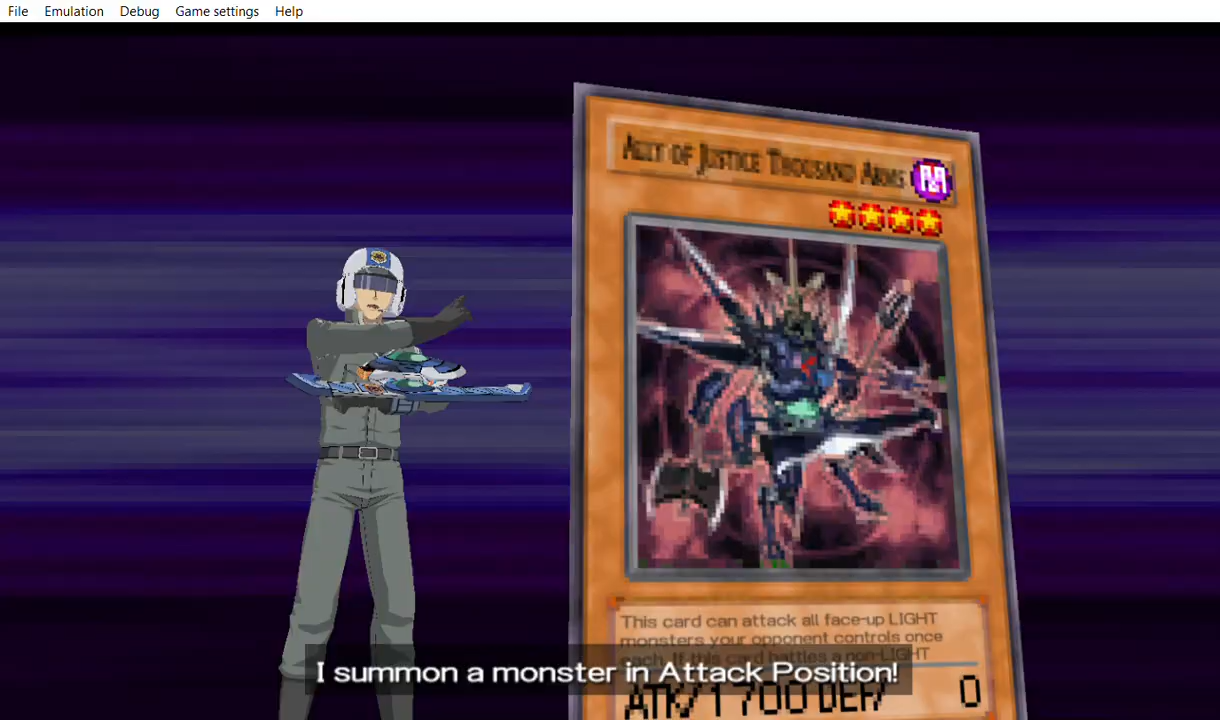 File Emulation Debug Game settings Help
Ally of Justice Thousand Arms
This card can attack all face-up LIGHT
monsters your opponent controls once
each. If this card battles a non-LIGHT
I summon a monster in Attack Position!
ATK/1700 DEF/ 0